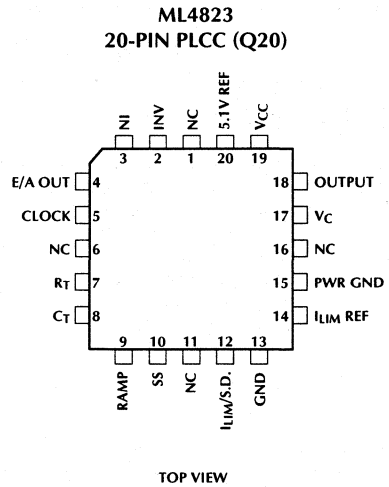 ML4823
20-PIN PLCC (Q20)
NI INV NC 5.1V REF VCC
3 2 1 20 19
E/A OUT 4 18 OUTPUT
CLOCK 5 17 VC
NC 6 16 NC
RT 7 15 PWR GND
CT 8 14 ILIM REF
9 10 11 12 13
RAMP SS NC ILIM/S.D. GND
TOP VIEW